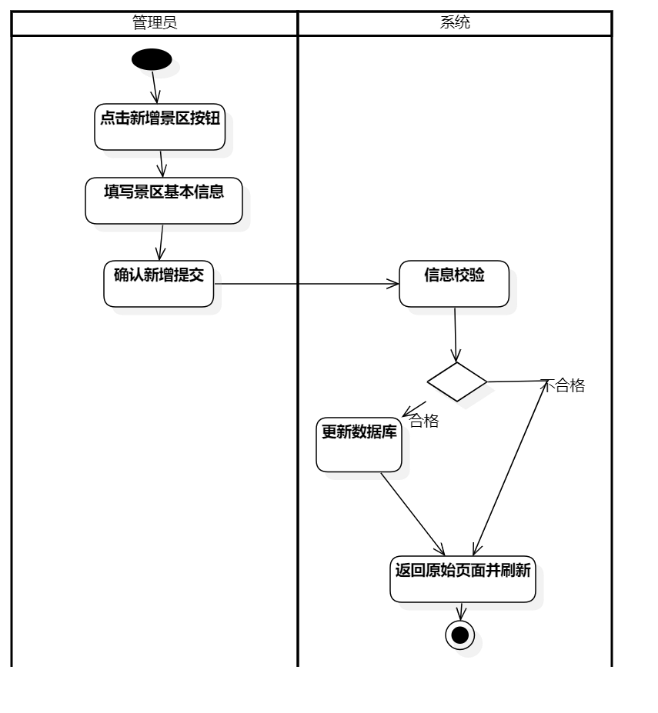 管理员
系统
点击新增景区按钮
填写景区基本信息
确认新增提交
信息校验
不合格
合格
更新数据库
返回原始页面并刷新